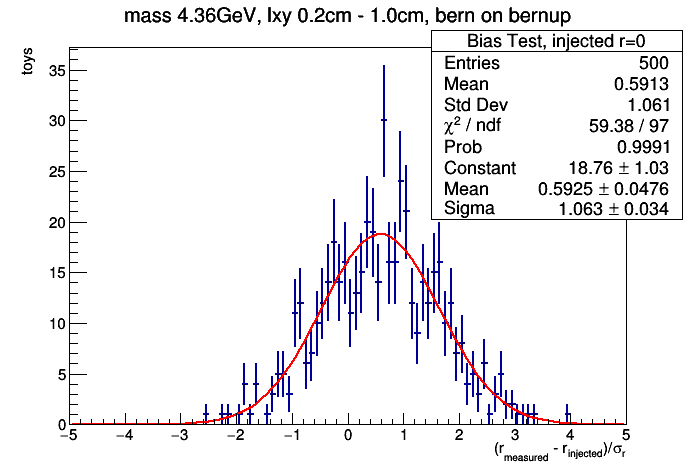 mass 4.36GeV, lxy 0.2cm - 1.0cm, bern on bernup
Bias Test, injected r=0
Entries 500
Mean 0.5913
Std Dev 1.061
χ² / ndf 59.38 / 97
Prob 0.9991
Constant 18.76 ± 1.03
Mean 0.5925 ± 0.0476
Sigma 1.063 ± 0.034
toys
35
30
25
20
15
10
5
0
−5 −4 −3 −2 −1 0 1 2 3 4 5
(r_measured - r_injected)/σ_r